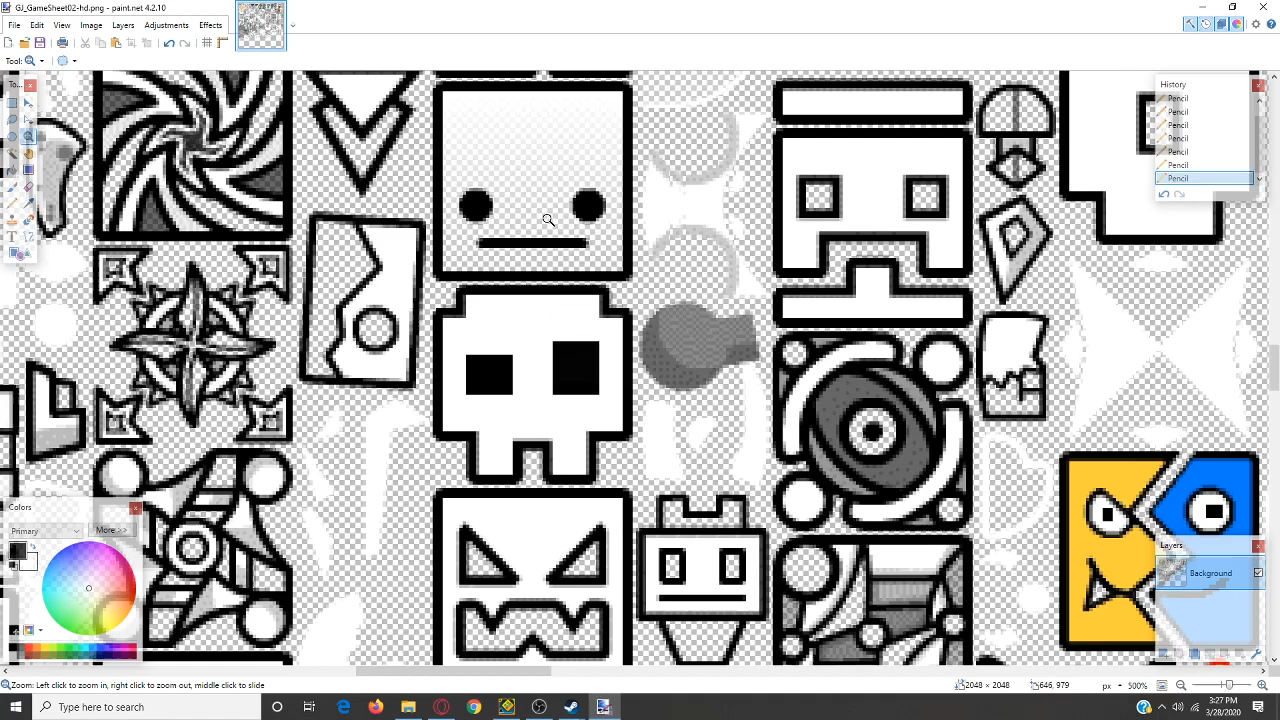 GJ_GameSheet02-hd.png - paint.net 4.2.10
File Edit View Image Layers Adjustments Effects
Tool:
To...
History
Pencil
Pencil
Pencil
Pencil
Pencil
Pencil
Pencil
Colors
Primary
More >>
Layers
Background
Zoom: Left click to zoom in, right click to zoom out, middle click to slide
2048 × 2048
646, 979
px
500%
Type here to search
3:27 PM
3/28/2020